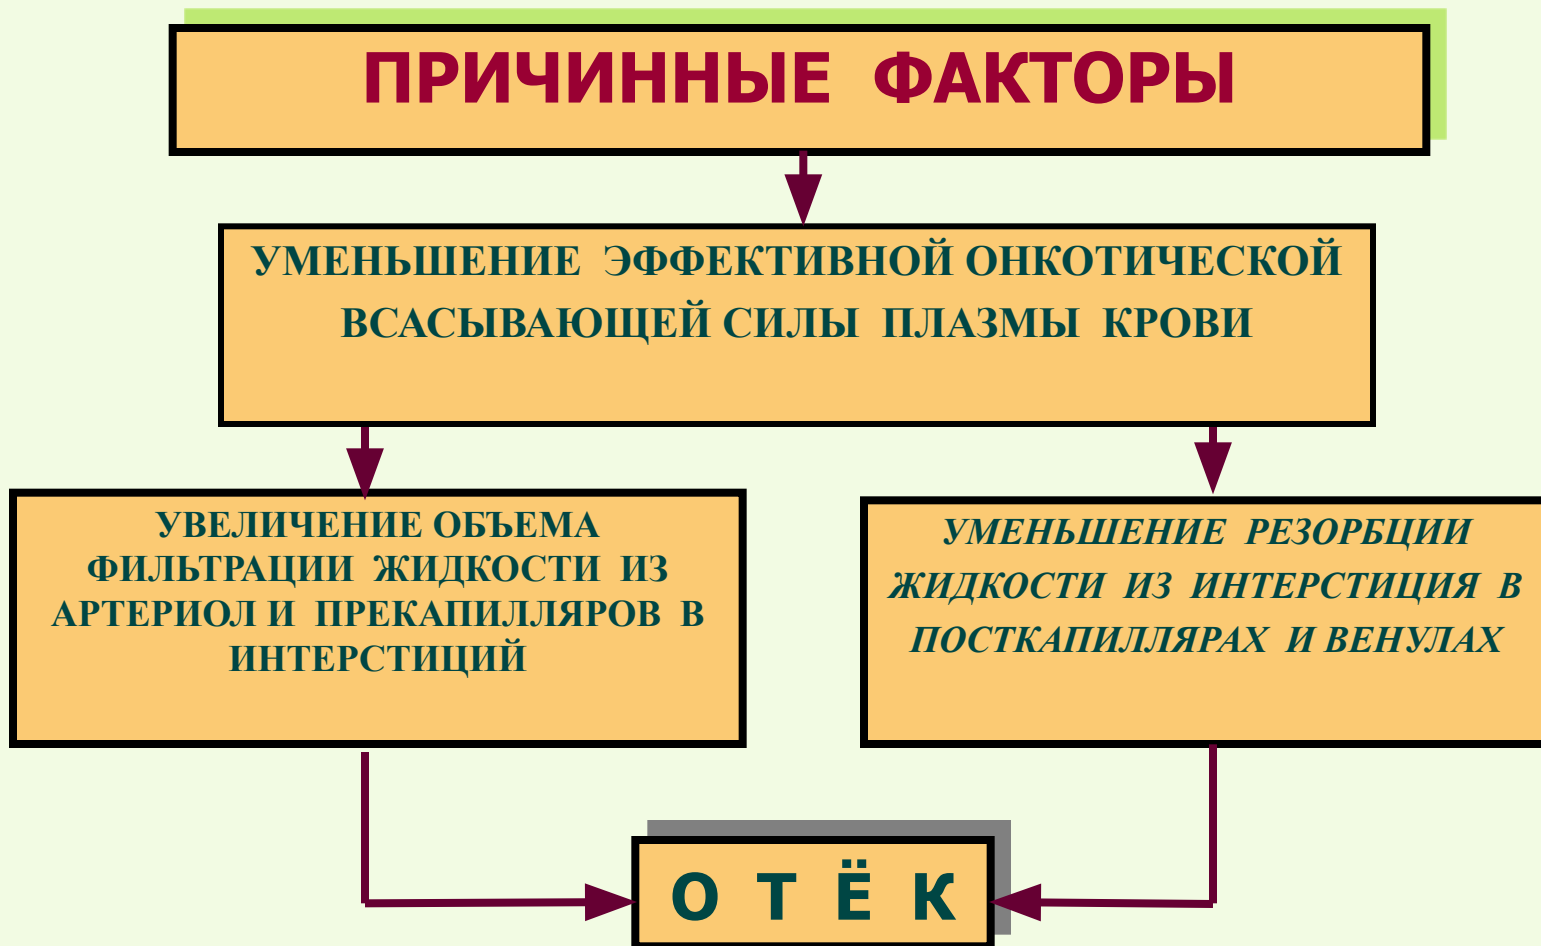 ПРИЧИННЫЕ ФАКТОРЫ
УМЕНЬШЕНИЕ ЭФФЕКТИВНОЙ ОНКОТИЧЕСКОЙ
ВСАСЫВАЮЩЕЙ СИЛЫ ПЛАЗМЫ КРОВИ
УВЕЛИЧЕНИЕ ОБЪЕМА
ФИЛЬТРАЦИИ ЖИДКОСТИ ИЗ
АРТЕРИОЛ И ПРЕКАПИЛЛЯРОВ В
ИНТЕРСТИЦИЙ
УМЕНЬШЕНИЕ РЕЗОРБЦИИ
ЖИДКОСТИ ИЗ ИНТЕРСТИЦИЯ В
ПОСТКАПИЛЛЯРАХ И ВЕНУЛАХ
О Т Ё К